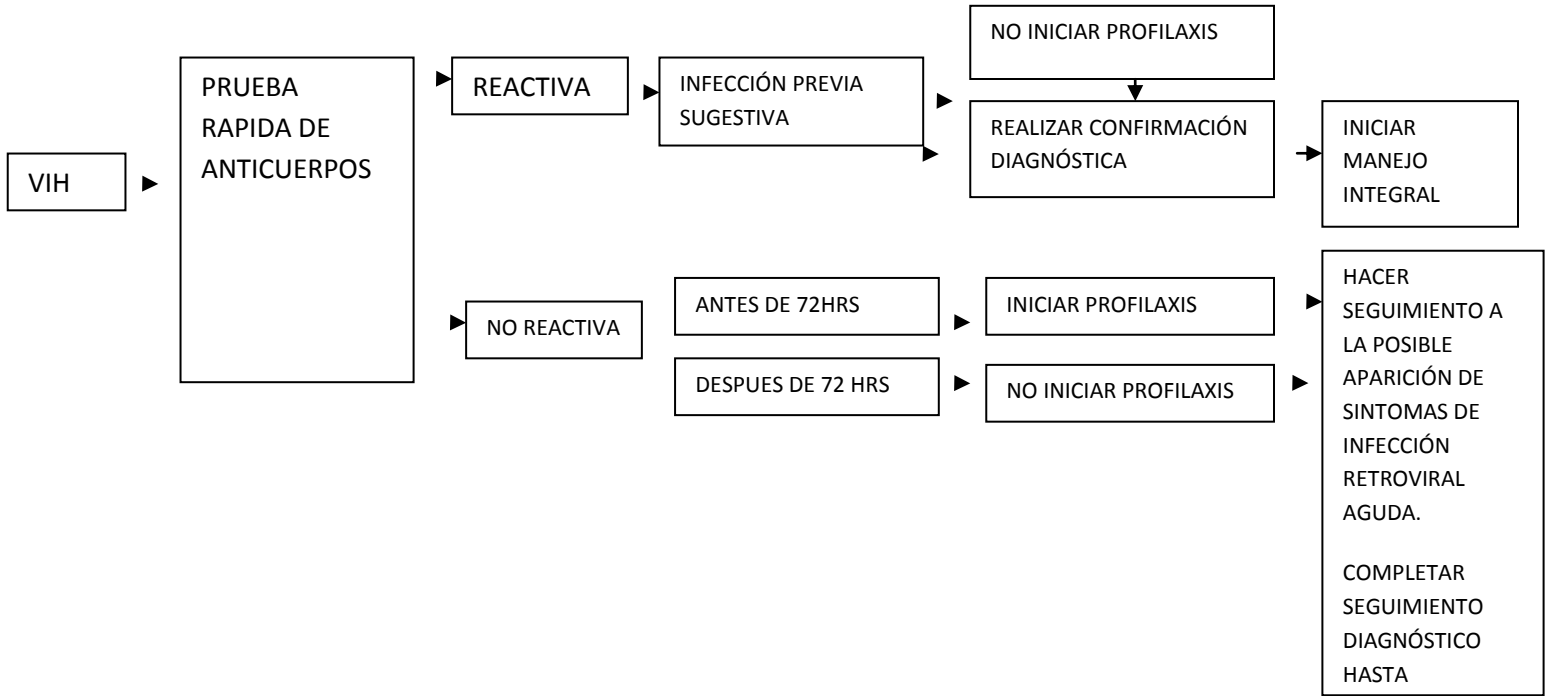 VIH
PRUEBA
RAPIDA DE
ANTICUERPOS
REACTIVA
INFECCIÓN PREVIA
SUGESTIVA
NO INICIAR PROFILAXIS
REALIZAR CONFIRMACIÓN
DIAGNÓSTICA
INICIAR
MANEJO
INTEGRAL
NO REACTIVA
ANTES DE 72HRS
INICIAR PROFILAXIS
DESPUES DE 72 HRS
NO INICIAR PROFILAXIS
HACER
SEGUIMIENTO A
LA POSIBLE
APARICIÓN DE
SINTOMAS DE
INFECCIÓN
RETROVIRAL
AGUDA.
COMPLETAR
SEGUIMIENTO
DIAGNÓSTICO
HASTA